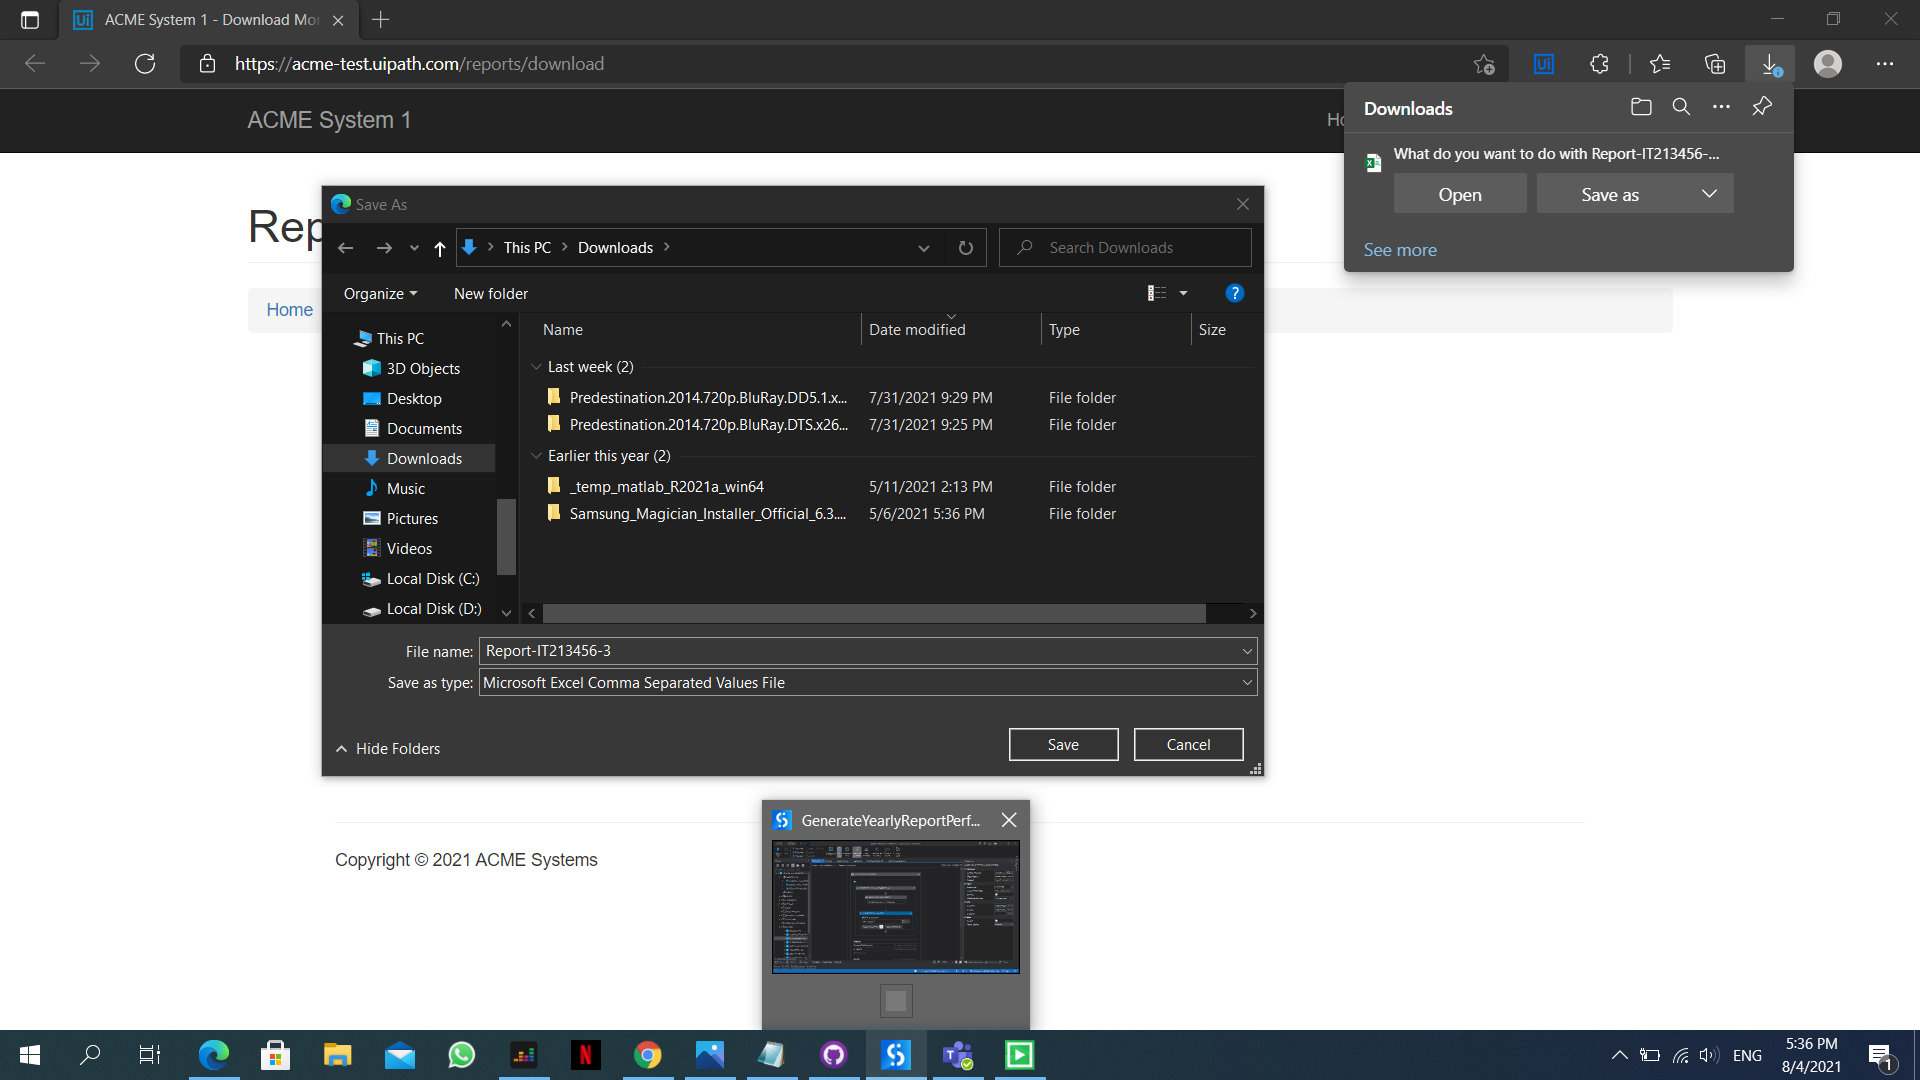 ACME System 1 - Download Mo
https://acme-test.uipath.com/reports/download
ACME System 1
Downloads
What do you want to do with Report-IT213456-...
Open
Save as
See more
Rep
Home
Save As
This PC
Downloads
Search Downloads
Organize
New folder
Name
Date modified
Type
Size
This PC
3D Objects
Desktop
Documents
Downloads
Music
Pictures
Videos
Local Disk (C:)
Local Disk (D:)
Last week (2)
Predestination.2014.720p.BluRay.DD5.1.x... 7/31/2021 9:29 PM File folder
Predestination.2014.720p.BluRay.DTS.x26... 7/31/2021 9:25 PM File folder
Earlier this year (2)
_temp_matlab_R2021a_win64 5/11/2021 2:13 PM File folder
Samsung_Magician_Installer_Official_6.3.... 5/6/2021 5:36 PM File folder
File name: Report-IT213456-3
Save as type: Microsoft Excel Comma Separated Values File
Hide Folders
Save
Cancel
GenerateYearlyReportPerf...
Copyright © 2021 ACME Systems
ENG
5:36 PM
8/4/2021
1